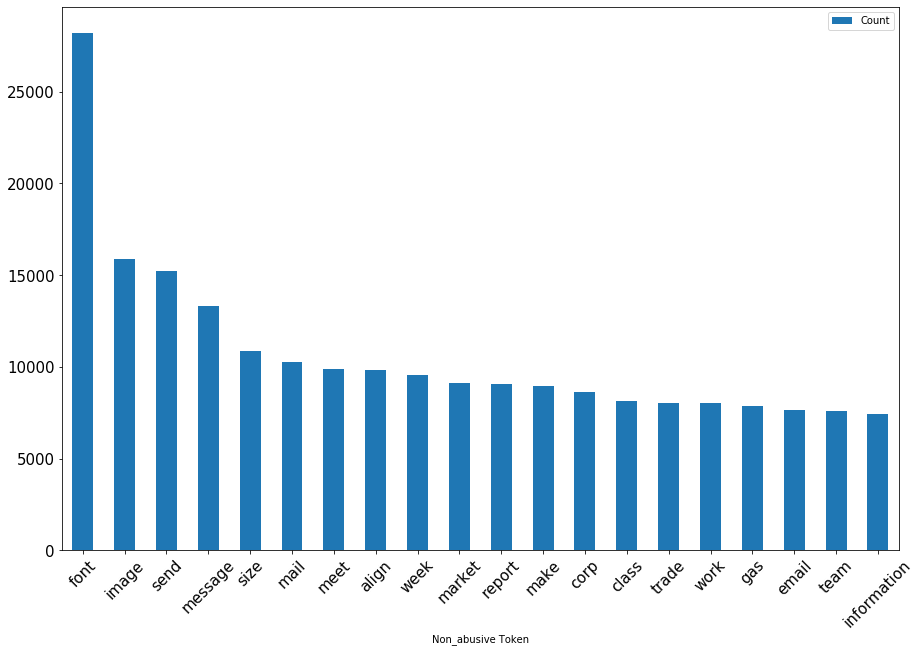 Count
25000
20000
15000
10000
5000
0
font image send message size mail meet align week market report make corp class trade work gas email team information
Non_abusive Token